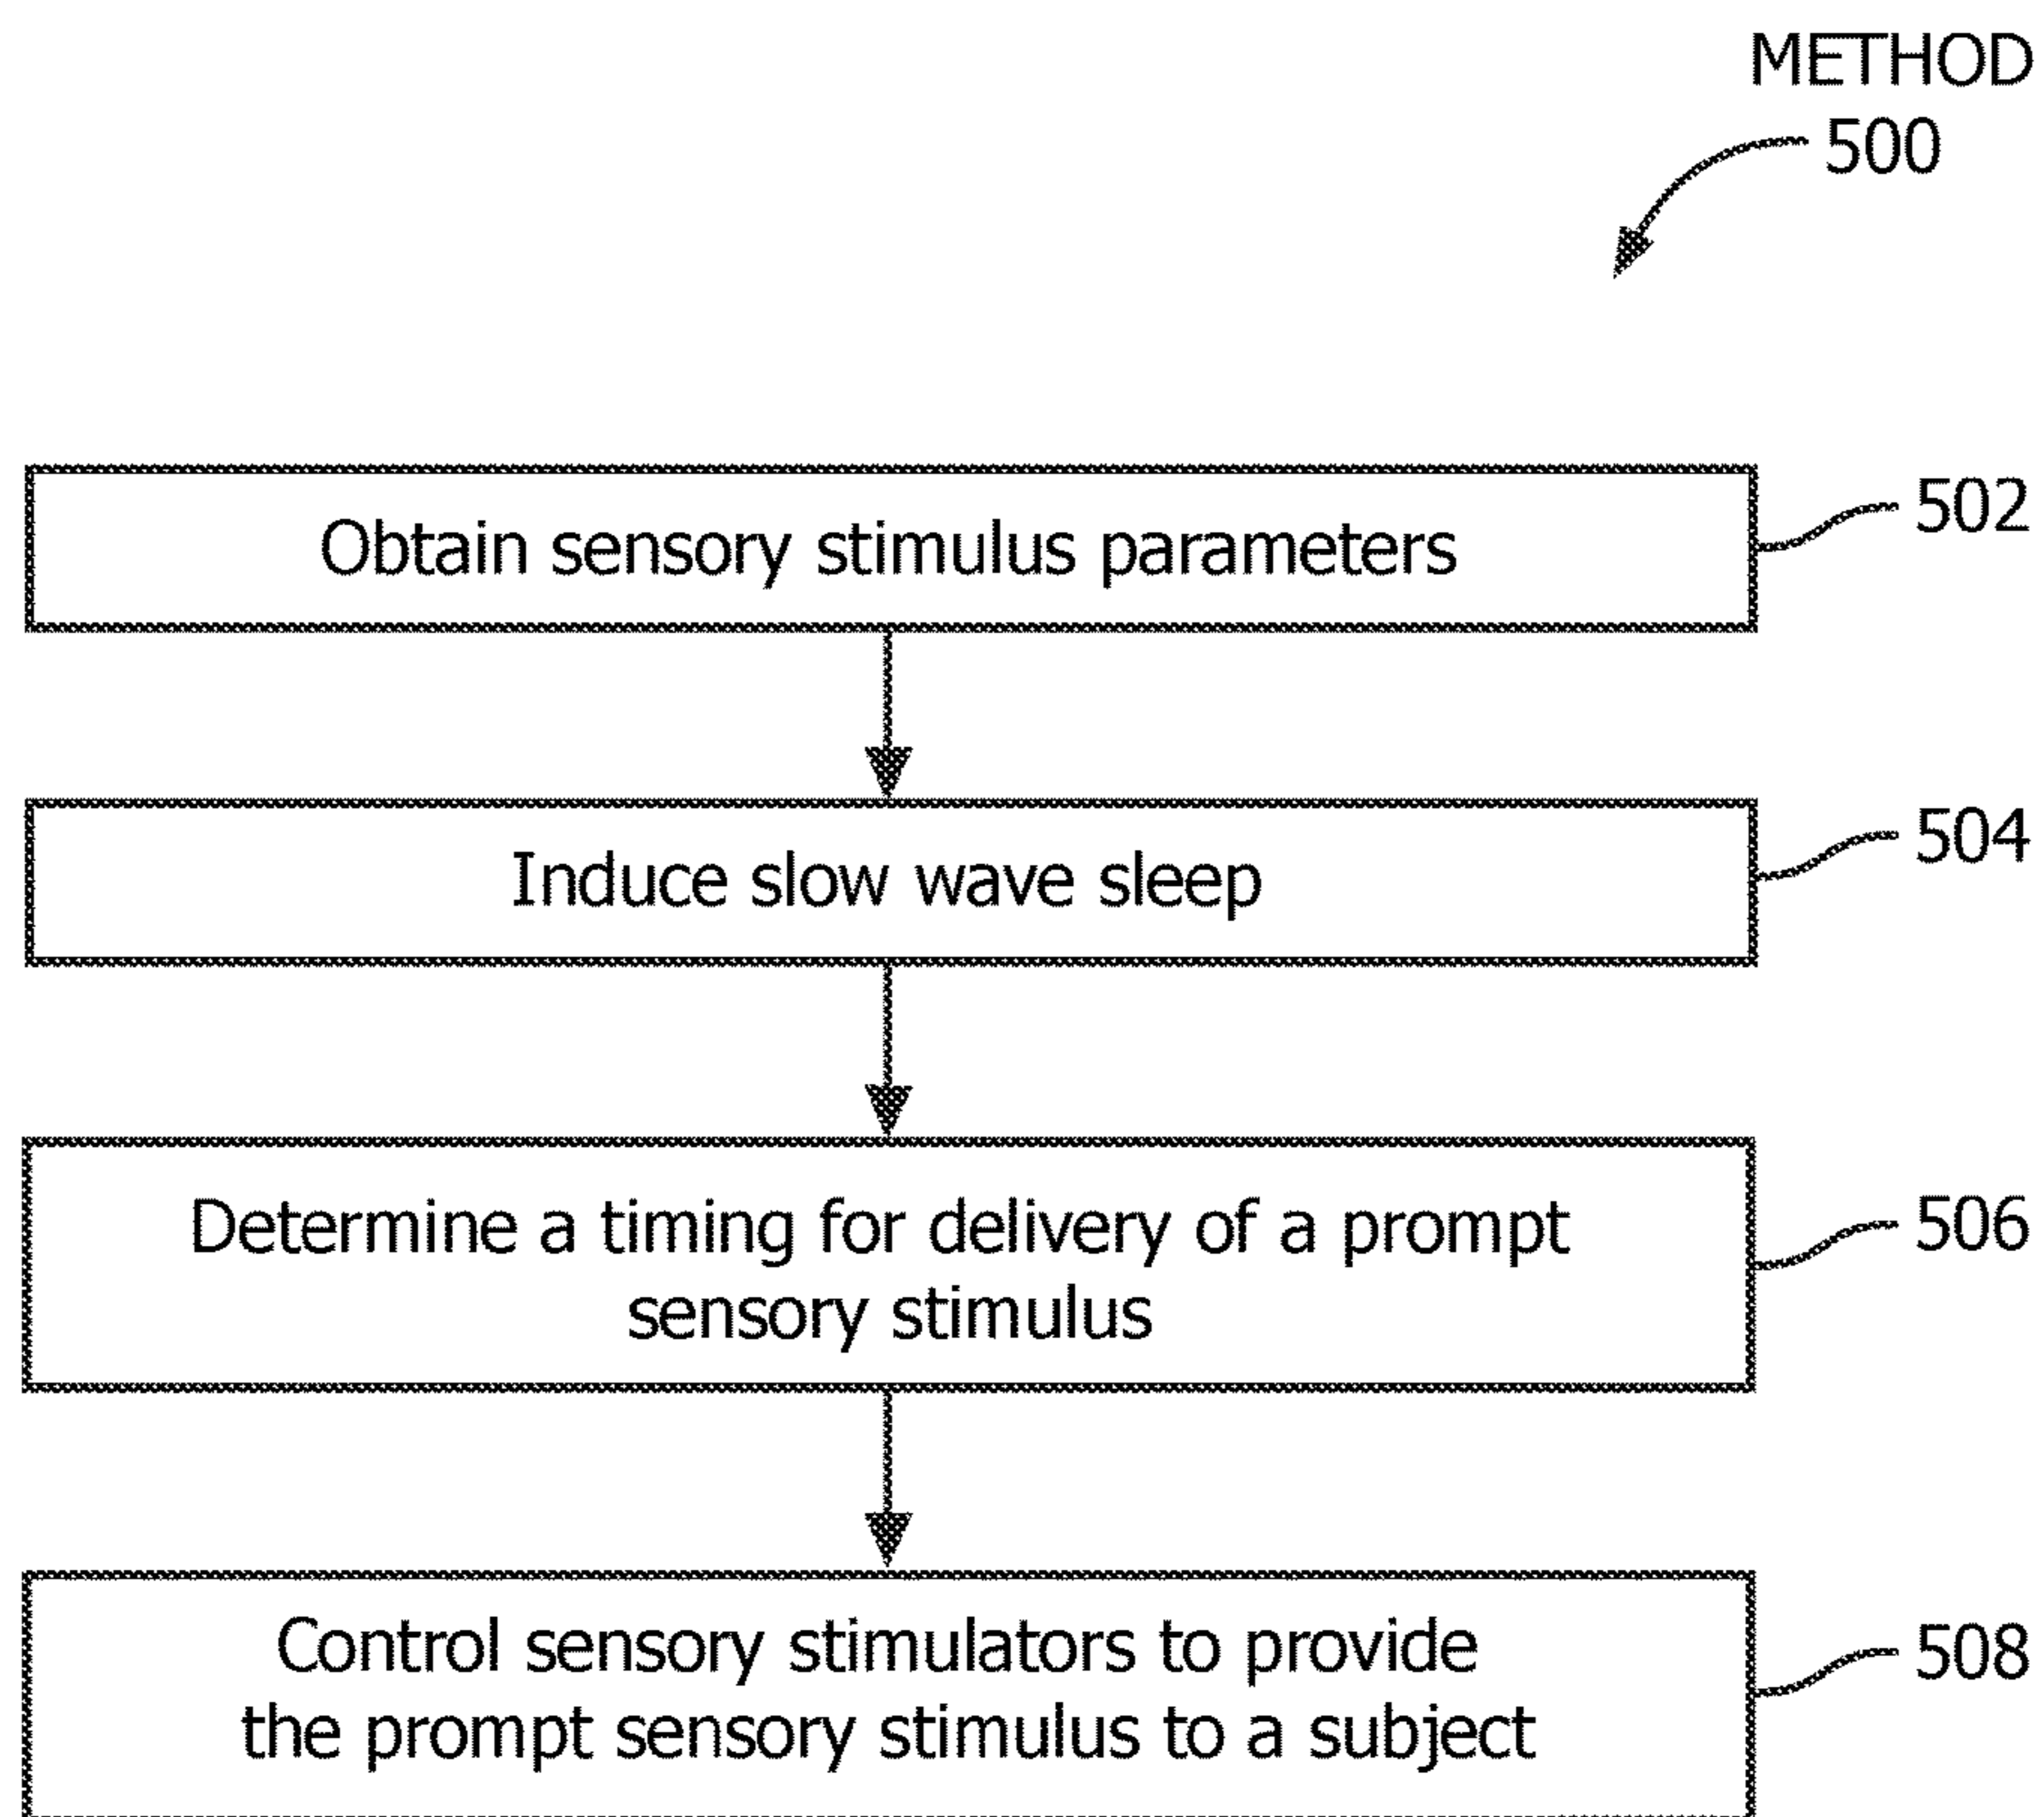 METHOD
500
Obtain sensory stimulus parameters
502
Induce slow wave sleep
504
Determine a timing for delivery of a prompt
sensory stimulus
506
Control sensory stimulators to provide
the prompt sensory stimulus to a subject
508